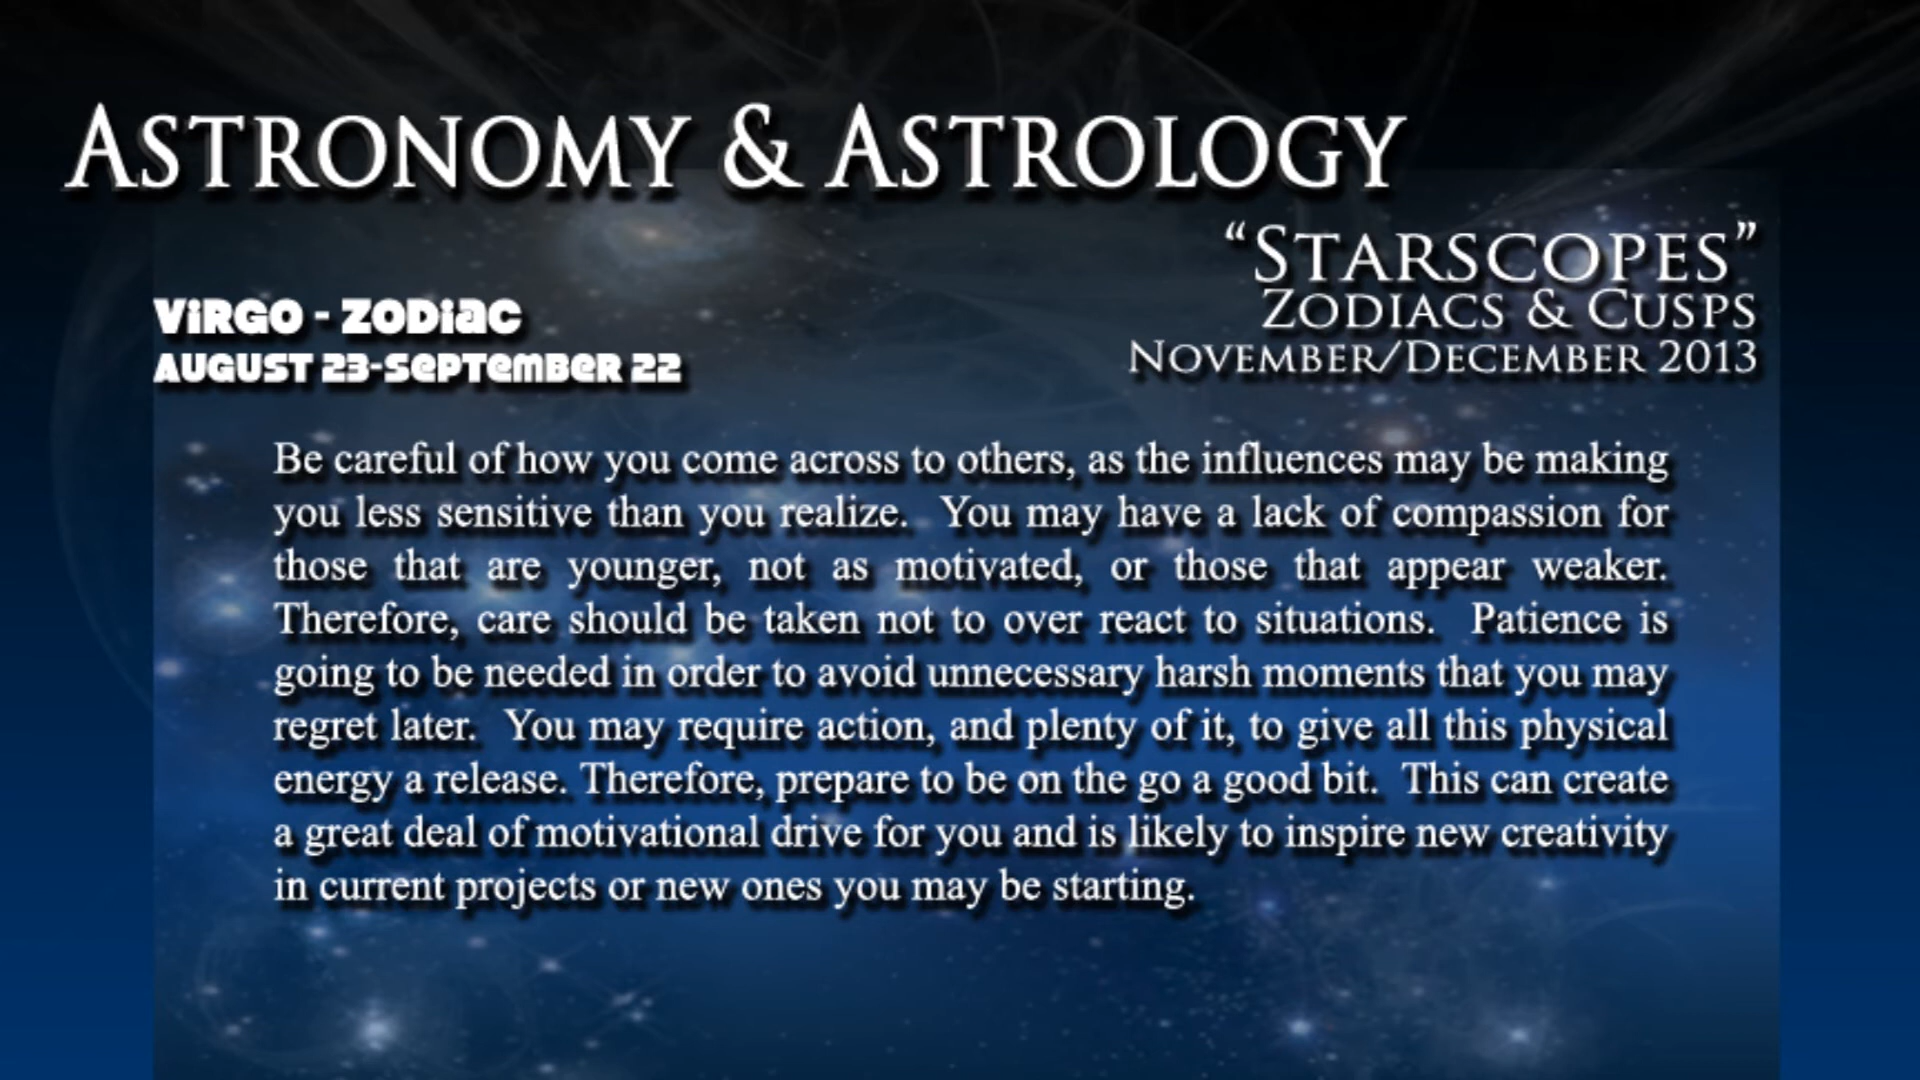 ASTRONOMY & ASTROLOGY
“STARSCOPES”
ZODIACS & CUSPS
NOVEMBER/DECEMBER 2013
VIRGO - ZODIAC
AUGUST 23-SEPTEMBER 22
Be careful of how you come across to others, as the influences may be making
you less sensitive than you realize.  You may have a lack of compassion for
those that are younger, not as motivated, or those that appear weaker.
Therefore, care should be taken not to over react to situations.  Patience is
going to be needed in order to avoid unnecessary harsh moments that you may
regret later.  You may require action, and plenty of it, to give all this physical
energy a release. Therefore, prepare to be on the go a good bit.  This can create
a great deal of motivational drive for you and is likely to inspire new creativity
in current projects or new ones you may be starting.